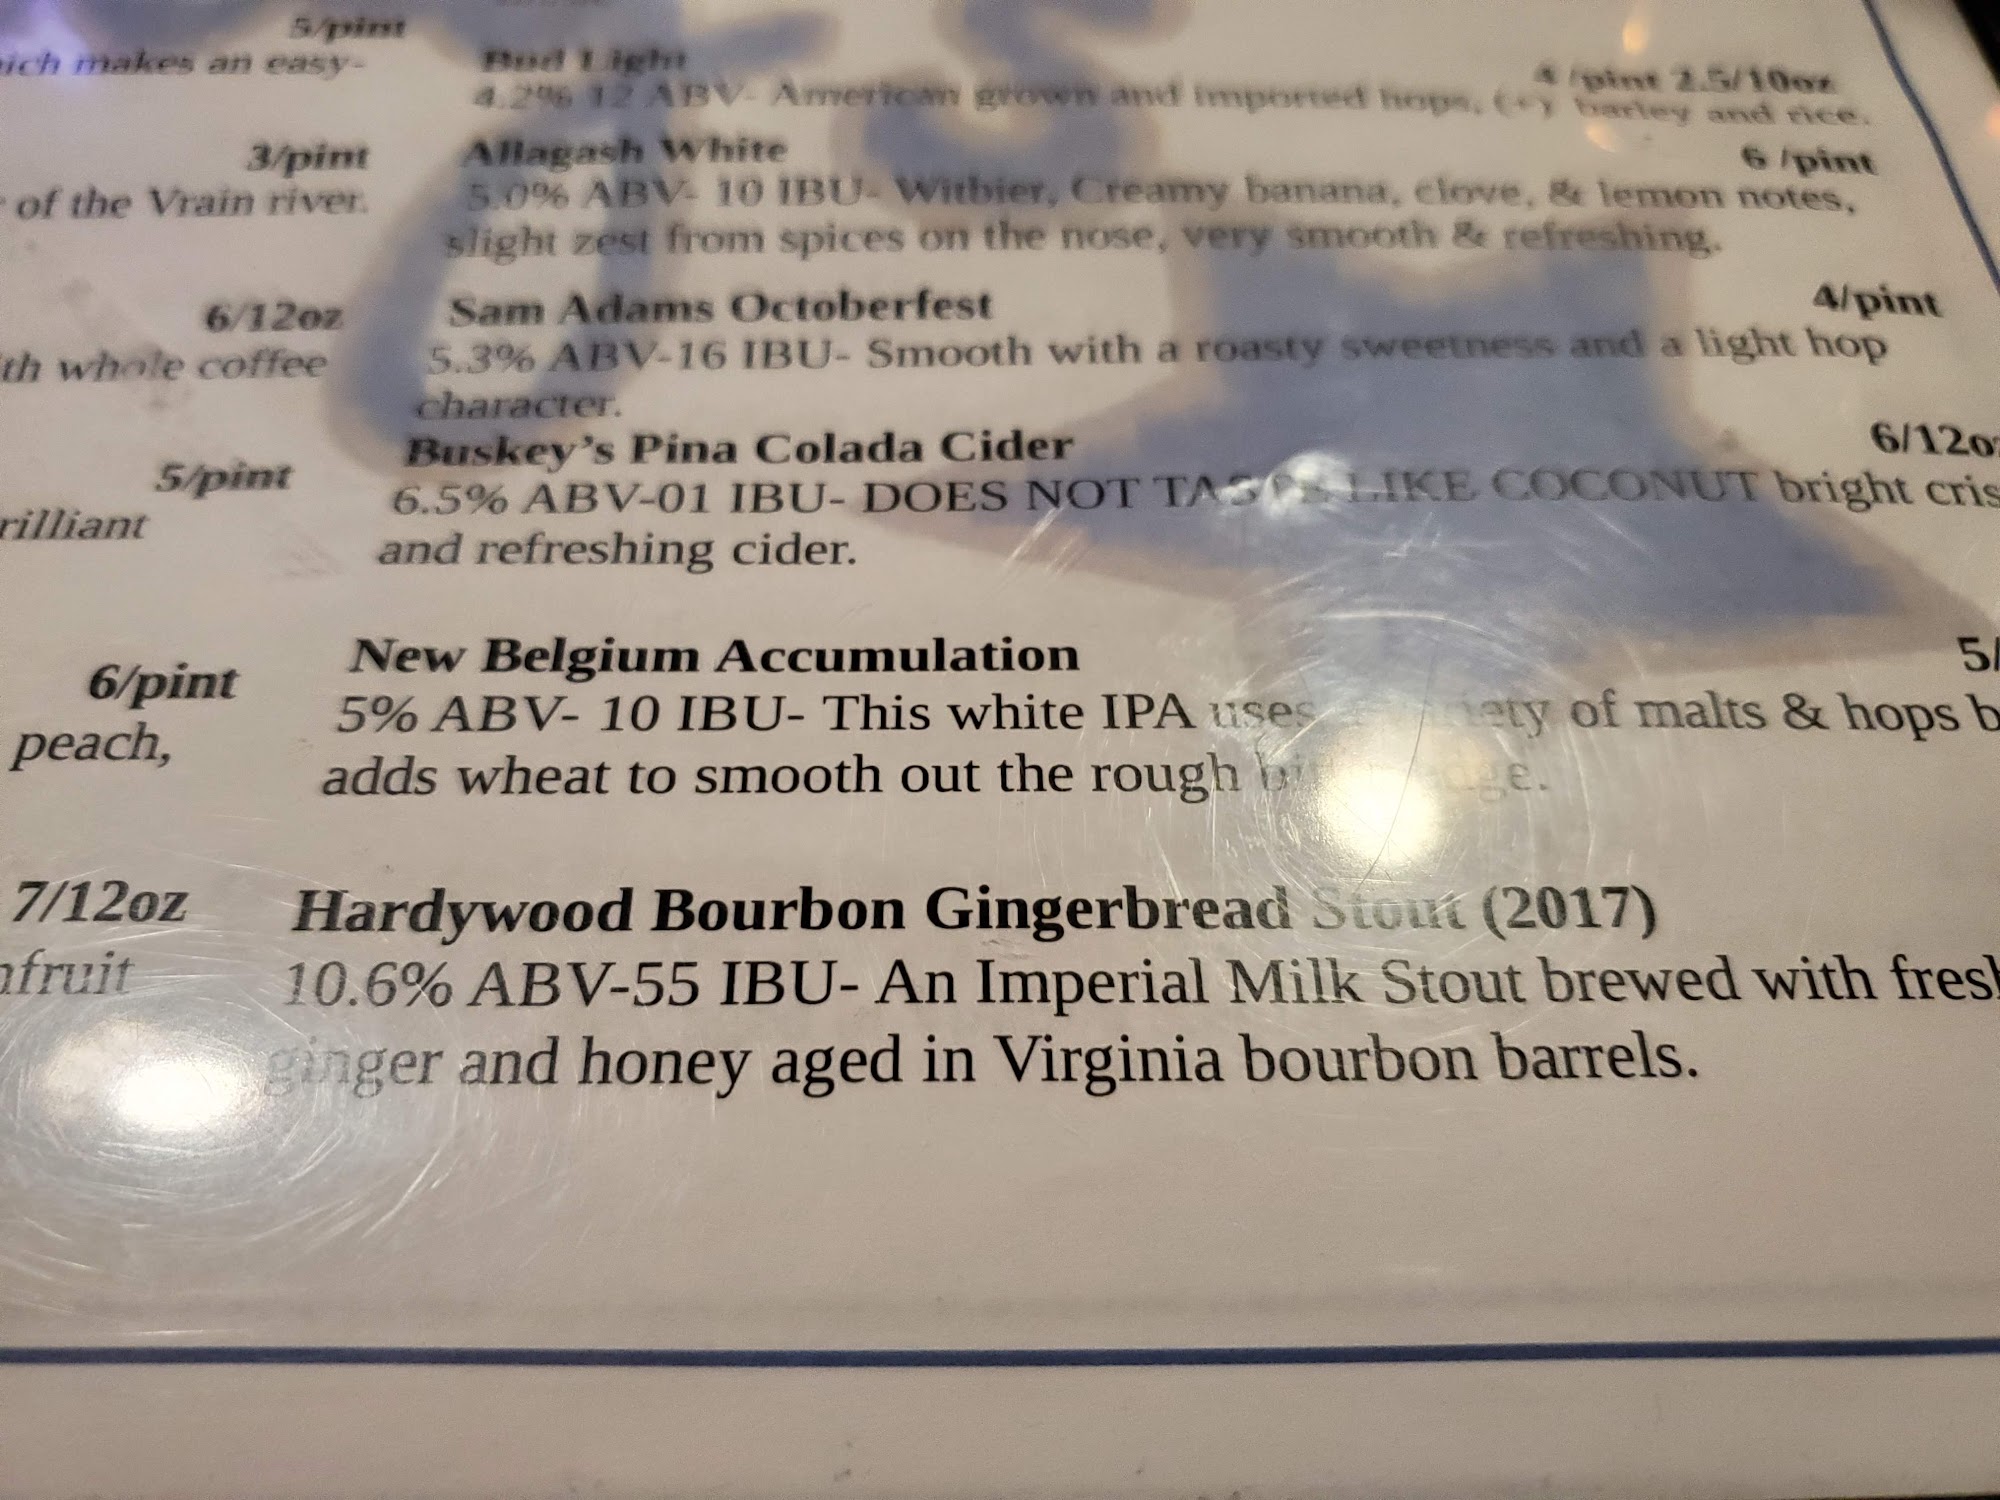 5/pint
ich makes an easy-
3/pint
of the Vrain river.
6/12oz
th whole coffee
5/pint
rilliant
6/pint
peach,
7/12oz
nfruit
Bud Light 4 /pint 2.5/10oz
4.2% 12 ABV- American grown and imported hops, (+) barley and rice.
Allagash White 6 /pint
5.0% ABV- 10 IBU- Witbier, Creamy banana, clove, & lemon notes,
slight zest from spices on the nose, very smooth & refreshing.
Sam Adams Octoberfest 4/pint
5.3% ABV-16 IBU- Smooth with a roasty sweetness and a light hop
character.
Buskey's Pina Colada Cider 6/12oz
6.5% ABV-01 IBU- DOES NOT LIKE COCONUT bright cris
and refreshing cider.
New Belgium Accumulation 5/
5% ABV- 10 IBU- This white IPA uses of malts & hops b
adds wheat to smooth out the rough edge.
Hardywood Bourbon Gingerbread Stout (2017)
10.6% ABV-55 IBU- An Imperial Milk Stout brewed with fresh
ginger and honey aged in Virginia bourbon barrels.